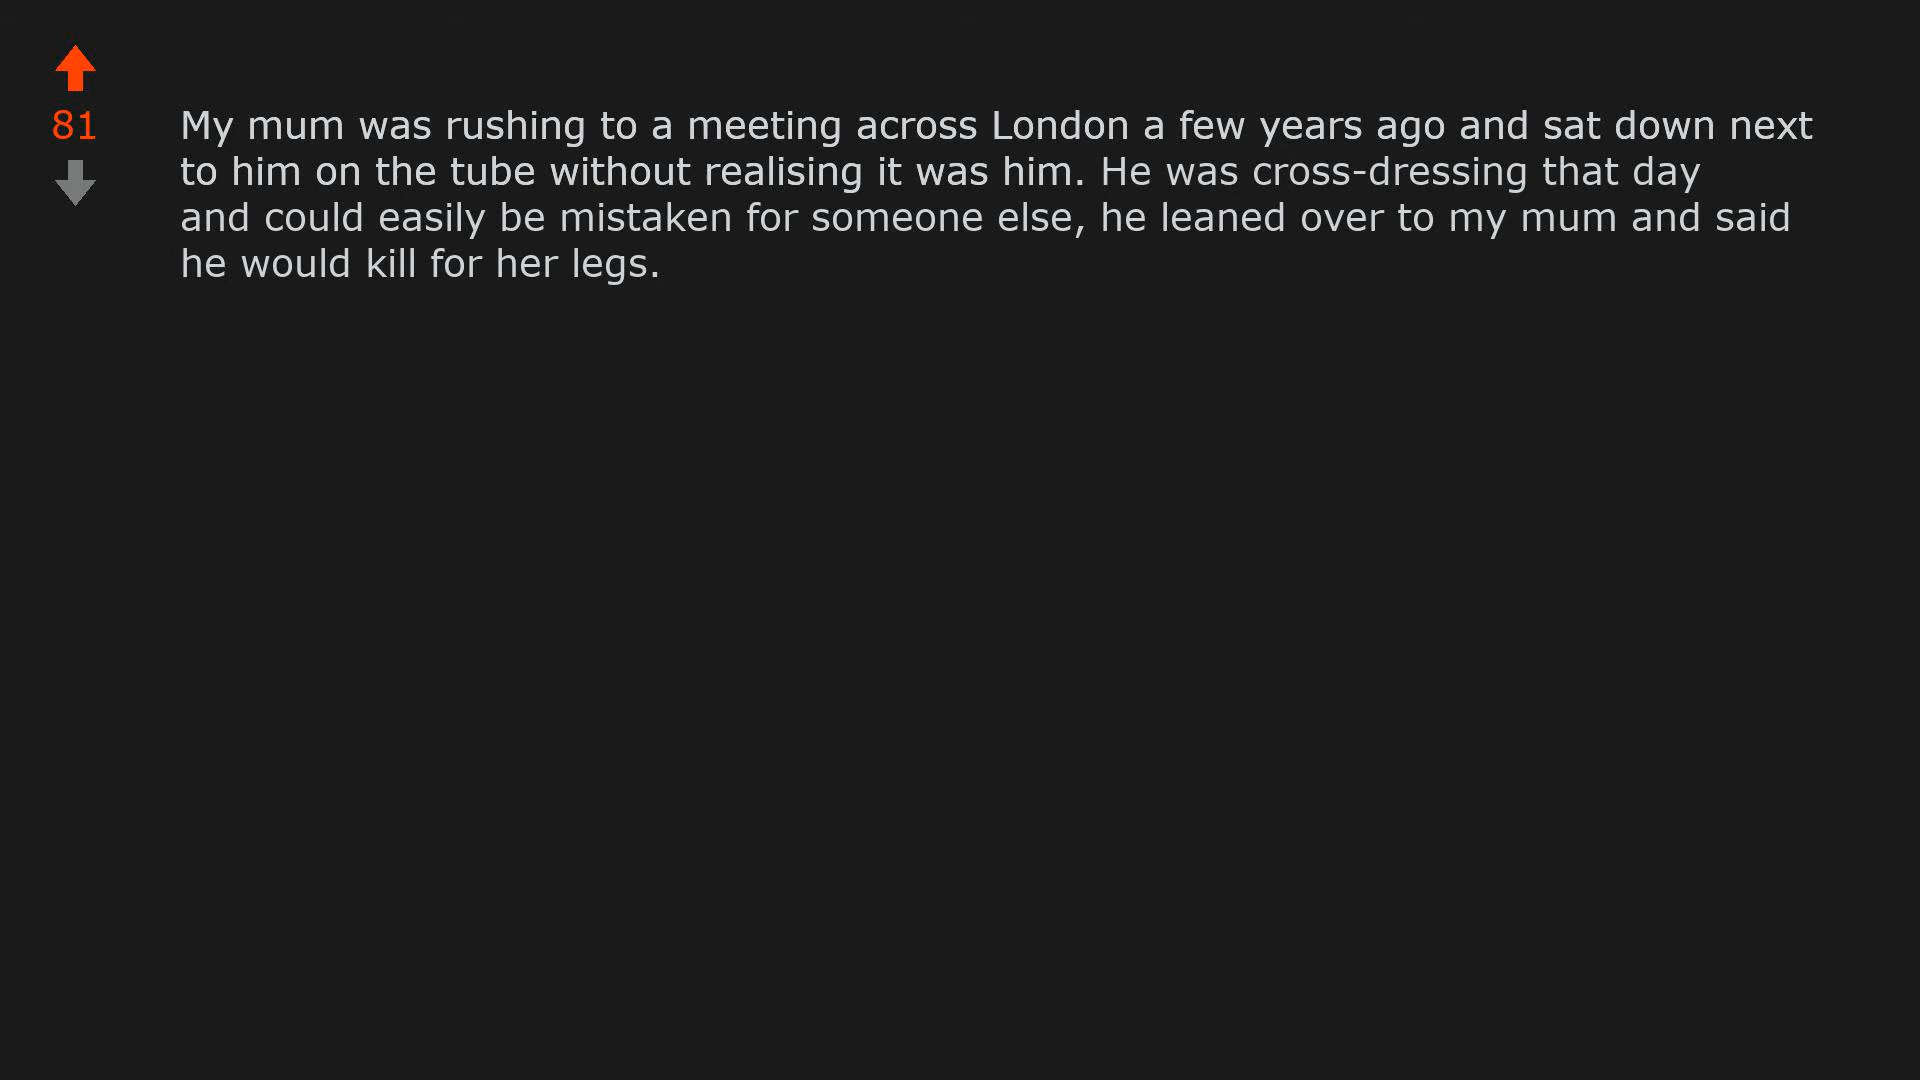 81
My mum was rushing to a meeting across London a few years ago and sat down next
to him on the tube without realising it was him. He was cross-dressing that day
and could easily be mistaken for someone else, he leaned over to my mum and said
he would kill for her legs.